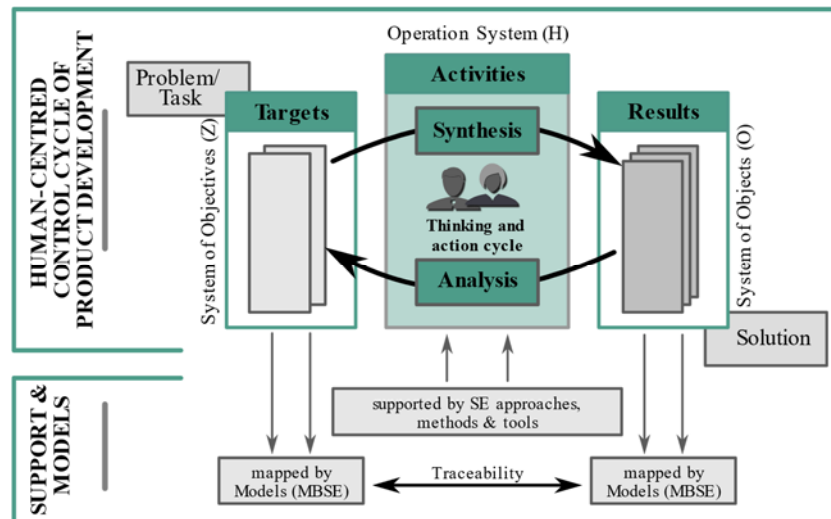 HUMAN-CENTRED
CONTROL CYCLE OF
PRODUCT DEVELOPMENT
Problem/
Task
Operation System (H)
Activities
Targets
Synthesis
Results
System of Objectives (Z)
Thinking and
action cycle
System of Objects (O)
Analysis
Solution
SUPPORT &
MODELS
supported by SE approaches,
methods & tools
mapped by
Models (MBSE)
Traceability
mapped by
Models (MBSE)